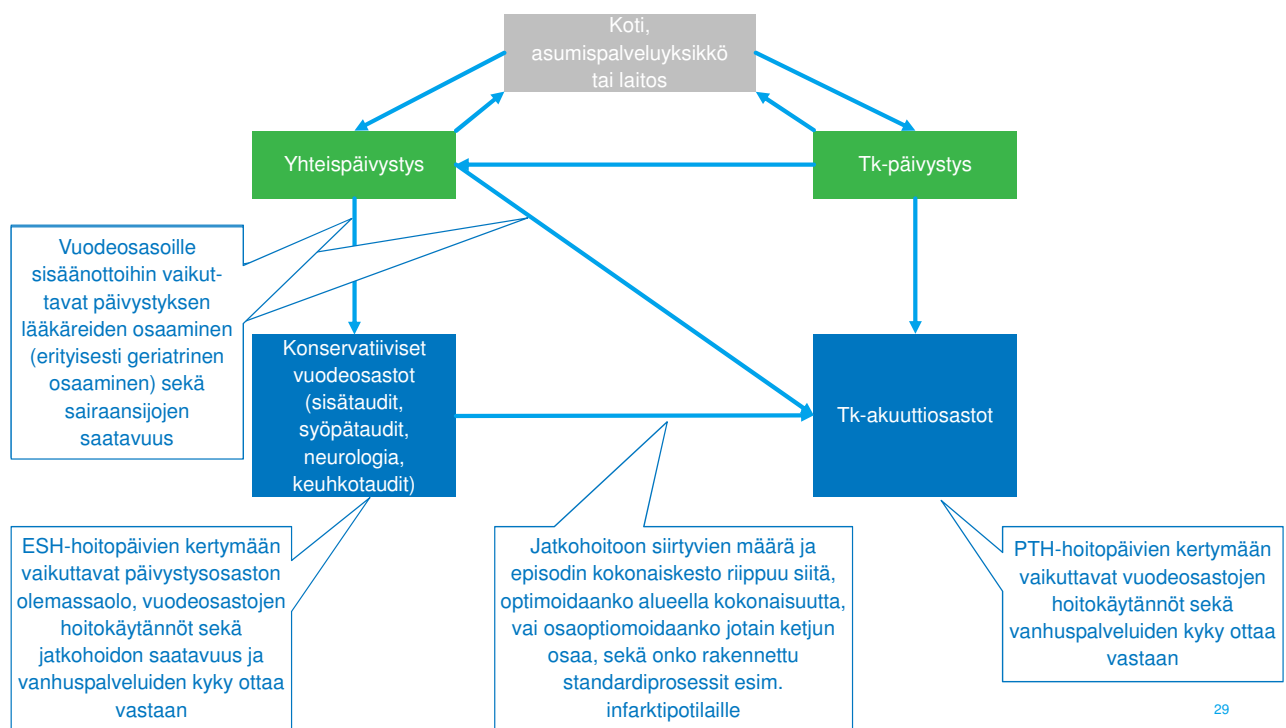 Koti,
asumispalveluyksikkö
tai laitos
Yhteispäivystys
Tk-päivystys
Vuodeosasoille
sisäänottoihin vaikut-
tavat päivystyksen
lääkäreiden osaaminen
(erityisesti geriatrinen
osaaminen) sekä
sairaansijojen
saatavuus
Konservatiiviset
vuodeosastot
(sisätaudit,
syöpätaudit,
neurologia,
keuhkotaudit)
Tk-akuuttiosastot
ESH-hoitopäivien kertymään
vaikuttavat päivystysosaston
olemassaolo, vuodeosastojen
hoitokäytännöt sekä
jatkohoidon saatavuus ja
vanhuspalveluiden kyky ottaa
vastaan
Jatkohoitoon siirtyvien määrä ja
episodin kokonaiskesto riippuu siitä,
optimoidaanko alueella kokonaisuutta,
vai osaoptiomoidaanko jotain ketjun
osaa, sekä onko rakennettu
standardiprosessit esim.
infarktipotilaille
PTH-hoitopäivien kertymään
vaikuttavat vuodeosastojen
hoitokäytännöt sekä
vanhuspalveluiden kyky ottaa
vastaan
29